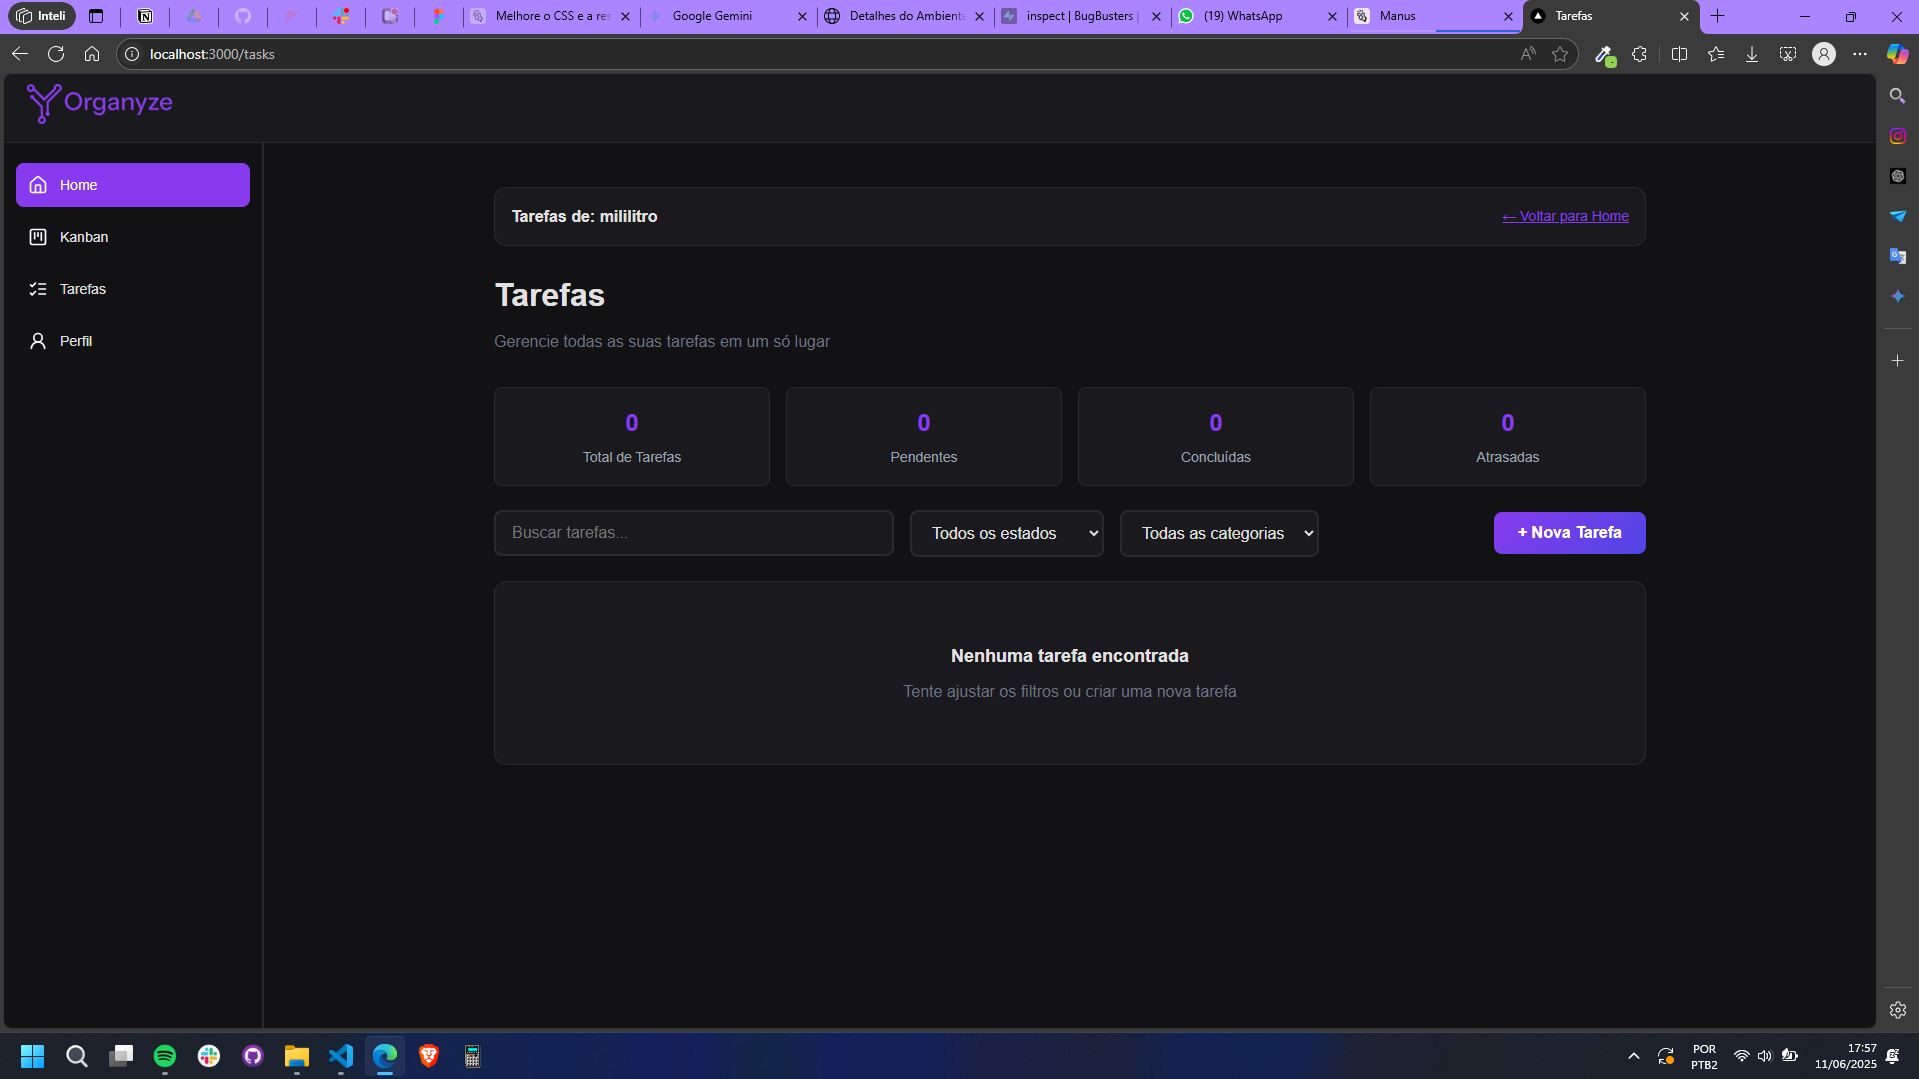 Inteli
Melhore o CSS e a res
Google Gemini
Detalhes do Ambiente
inspect | BugBusters |
(19) WhatsApp
Manus
Tarefas
localhost:3000/tasks
Organyze
Home
Kanban
Tarefas
Perfil
Tarefas de: mililitro
← Voltar para Home
Tarefas
Gerencie todas as suas tarefas em um só lugar
0
Total de Tarefas
0
Pendentes
0
Concluídas
0
Atrasadas
Buscar tarefas...
Todos os estados
Todas as categorias
+ Nova Tarefa
Nenhuma tarefa encontrada
Tente ajustar os filtros ou criar uma nova tarefa
POR
PTB2
17:57
11/06/2025